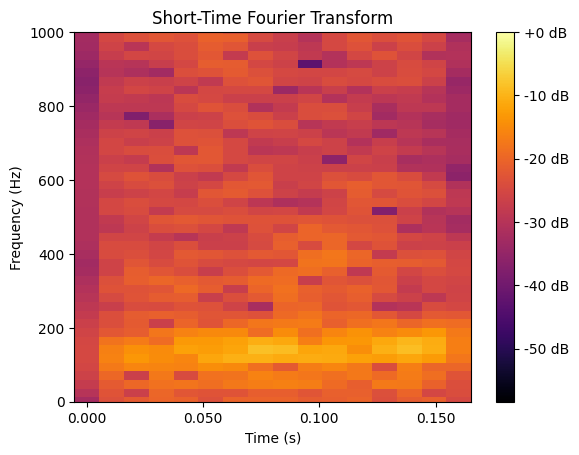 Short-Time Fourier Transform
1000
800
600
400
200
0
Frequency (Hz)
0.000
0.050
0.100
0.150
Time (s)
+0 dB
-10 dB
-20 dB
-30 dB
-40 dB
-50 dB